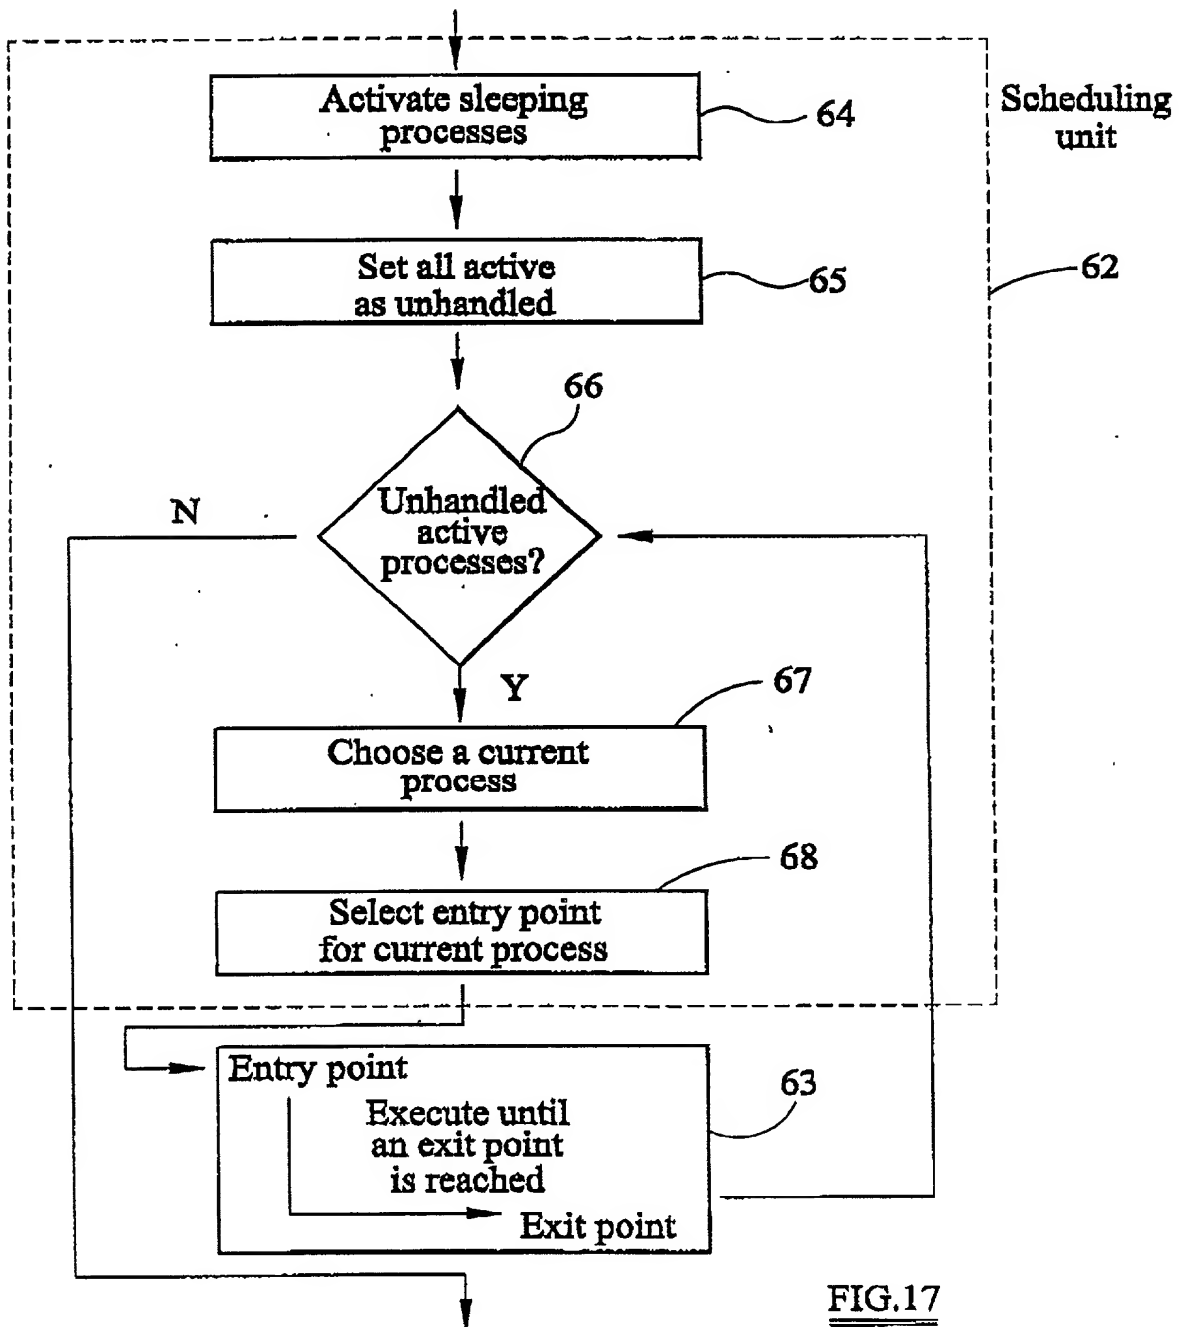 Activate sleeping
processes
64
Scheduling
unit
Set all active
as unhandled
65
62
66
Unhandled
active
processes?
N
Y
67
Choose a current
process
68
Select entry point
for current process
Entry point
63
Execute until
an exit point
is reached
Exit point
FIG.17